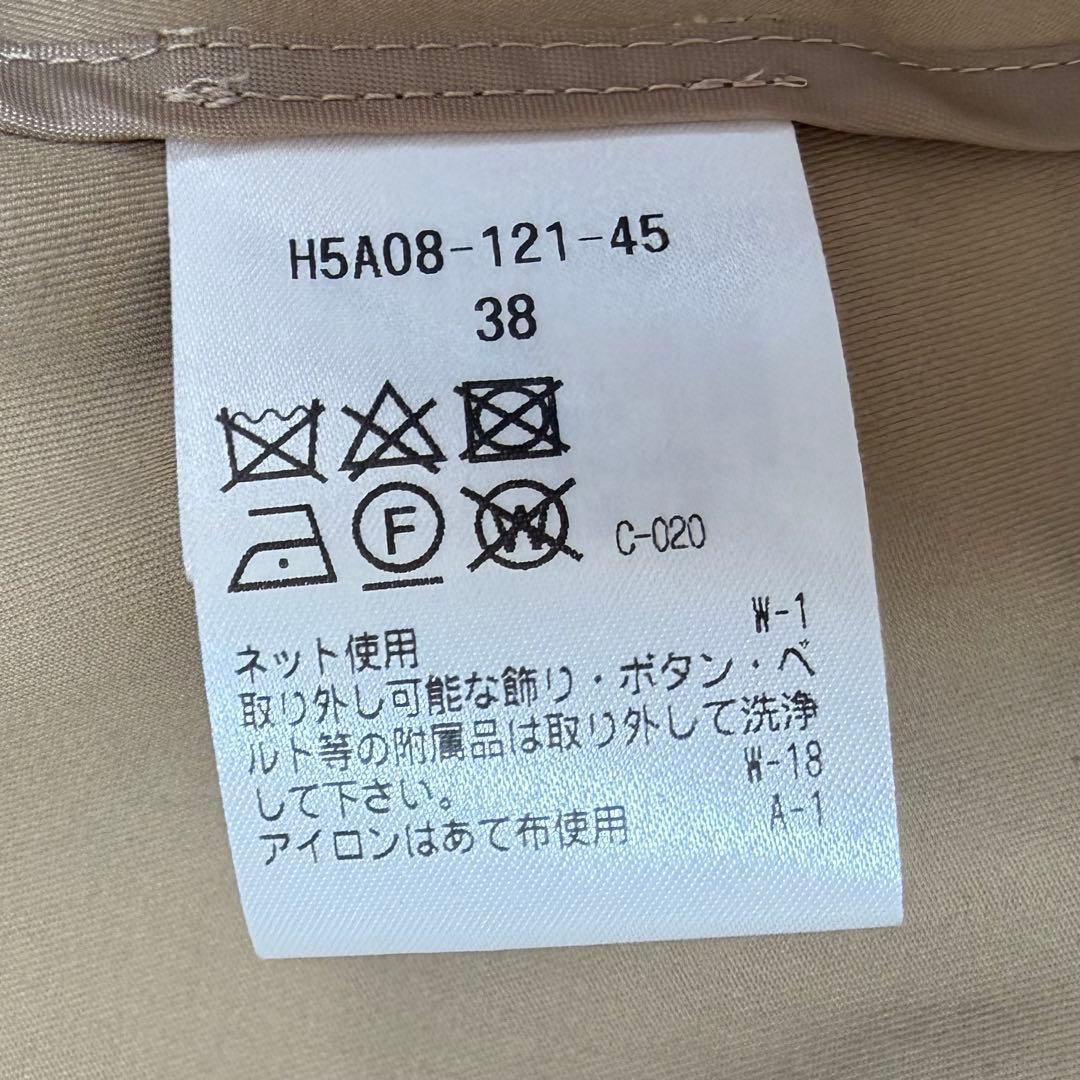 H5A08-121-45
38
F W C-020
W-1
ネット使用
取り外し可能な飾り・ボタン・ベ
ルト等の附属品は取り外して洗浄
W-18
して下さい。
A-1
アイロンはあて布使用